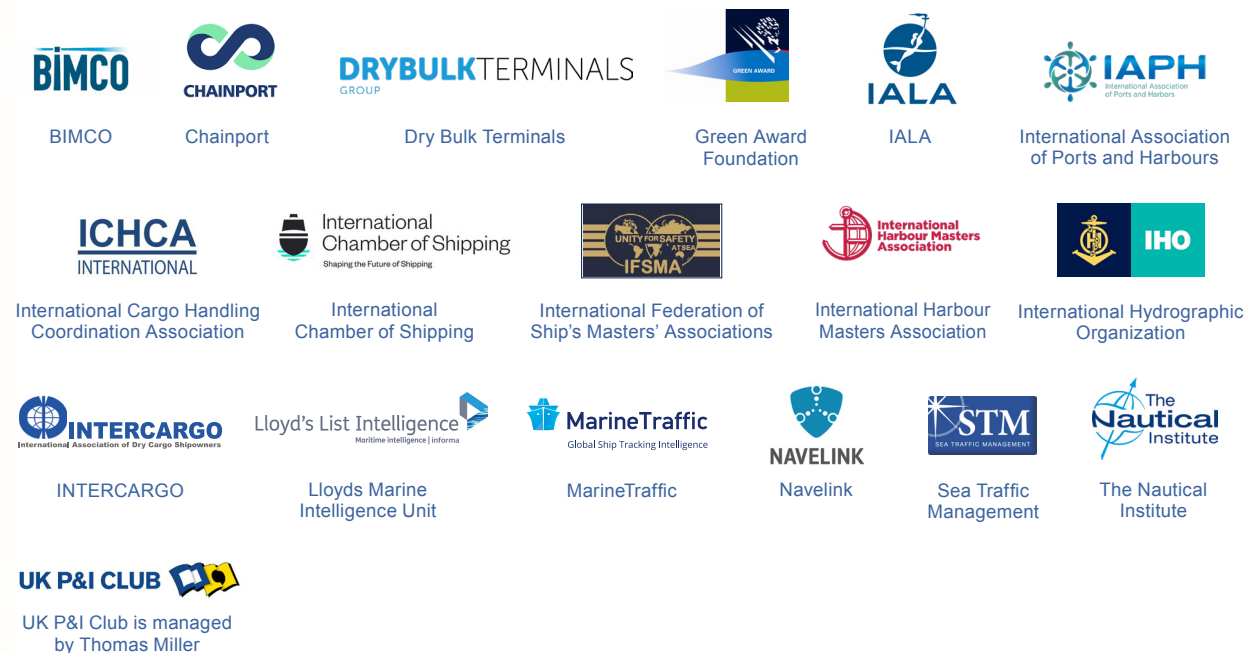 BIMCO
CHAINPORT
DRYBULKTERMINALS
GROUP
GREEN AWARD
IALA
IAPH
International Association
of Ports and Harbors
BIMCO
Chainport
Dry Bulk Terminals
Green Award
Foundation
IALA
International Association
of Ports and Harbours
ICHCA
INTERNATIONAL
International
Chamber of Shipping
Shaping the Future of Shipping
UNITY FOR SAFETY
AT SEA
IFSMA
International
Harbour Masters
Association
IHO
International Cargo Handling
Coordination Association
International
Chamber of Shipping
International Federation of
Ship's Masters' Associations
International Harbour
Masters Association
International Hydrographic
Organization
INTERCARGO
International Association of Dry Cargo Shipowners
Lloyd's List Intelligence
Maritime intelligence | informa
MarineTraffic
Global Ship Tracking Intelligence
NAVELINK
STM
SEA TRAFFIC MANAGEMENT
The
Nautical
Institute
INTERCARGO
Lloyds Marine
Intelligence Unit
MarineTraffic
Navelink
Sea Traffic
Management
The Nautical
Institute
UK P&I CLUB
UK P&I Club is managed
by Thomas Miller